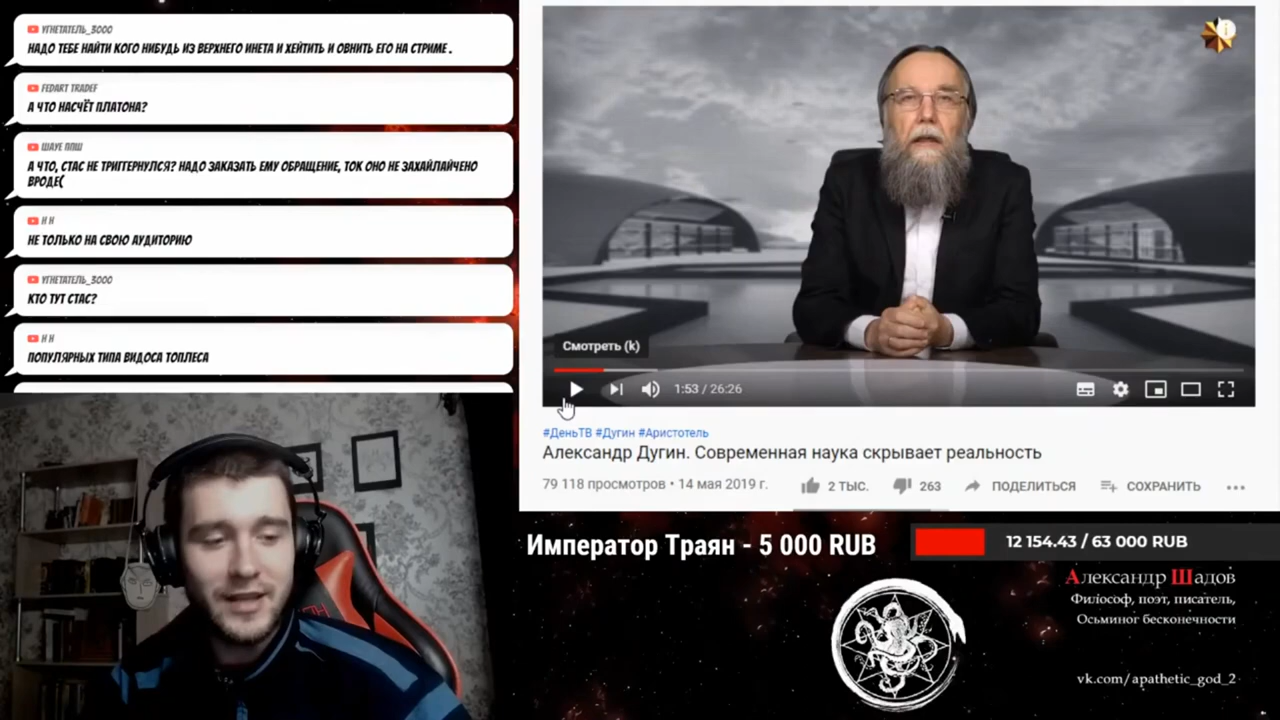 УГНЕТАТЕЛЬ_3000
НАДО ТЕБЕ НАЙТИ КОГО НИБУДЬ ИЗ ВЕРХНЕГО ИНЕТА И ХЕЙТИТЬ И ОВНИТЬ ЕГО НА СТРИМЕ .
FEDART TRADEF
А ЧТО НАСЧЁТ ПЛАТОНА?
ШАУЕ ППШ
А ЧТО, СТАС НЕ ТРИГГЕРНУЛСЯ? НАДО ЗАКАЗАТЬ ЕМУ ОБРАЩЕНИЕ, ТОК ОНО НЕ ЗАХАЙЛАЙЧЕНО
ВРОДЕ(
Н Н
НЕ ТОЛЬКО НА СВОЮ АУДИТОРИЮ
УГНЕТАТЕЛЬ_3000
КТО ТУТ СТАС?
Н Н
ПОПУЛЯРНЫХ ТИПА ВИДОСА ТОПЛЕСА
Смотреть (k)
1:53 / 26:26
#ДеньТВ #Дугин #Аристотель
Александр Дугин. Современная наука скрывает реальность
79 118 просмотров • 14 мая 2019 г.
2 ТЫС.
263
ПОДЕЛИТЬСЯ
СОХРАНИТЬ
Император Траян - 5 000 RUB
12 154.43 / 63 000 RUB
Александр Шадов
Философ, поэт, писатель,
Осьминог бесконечности
vk.com/apathetic_god_2